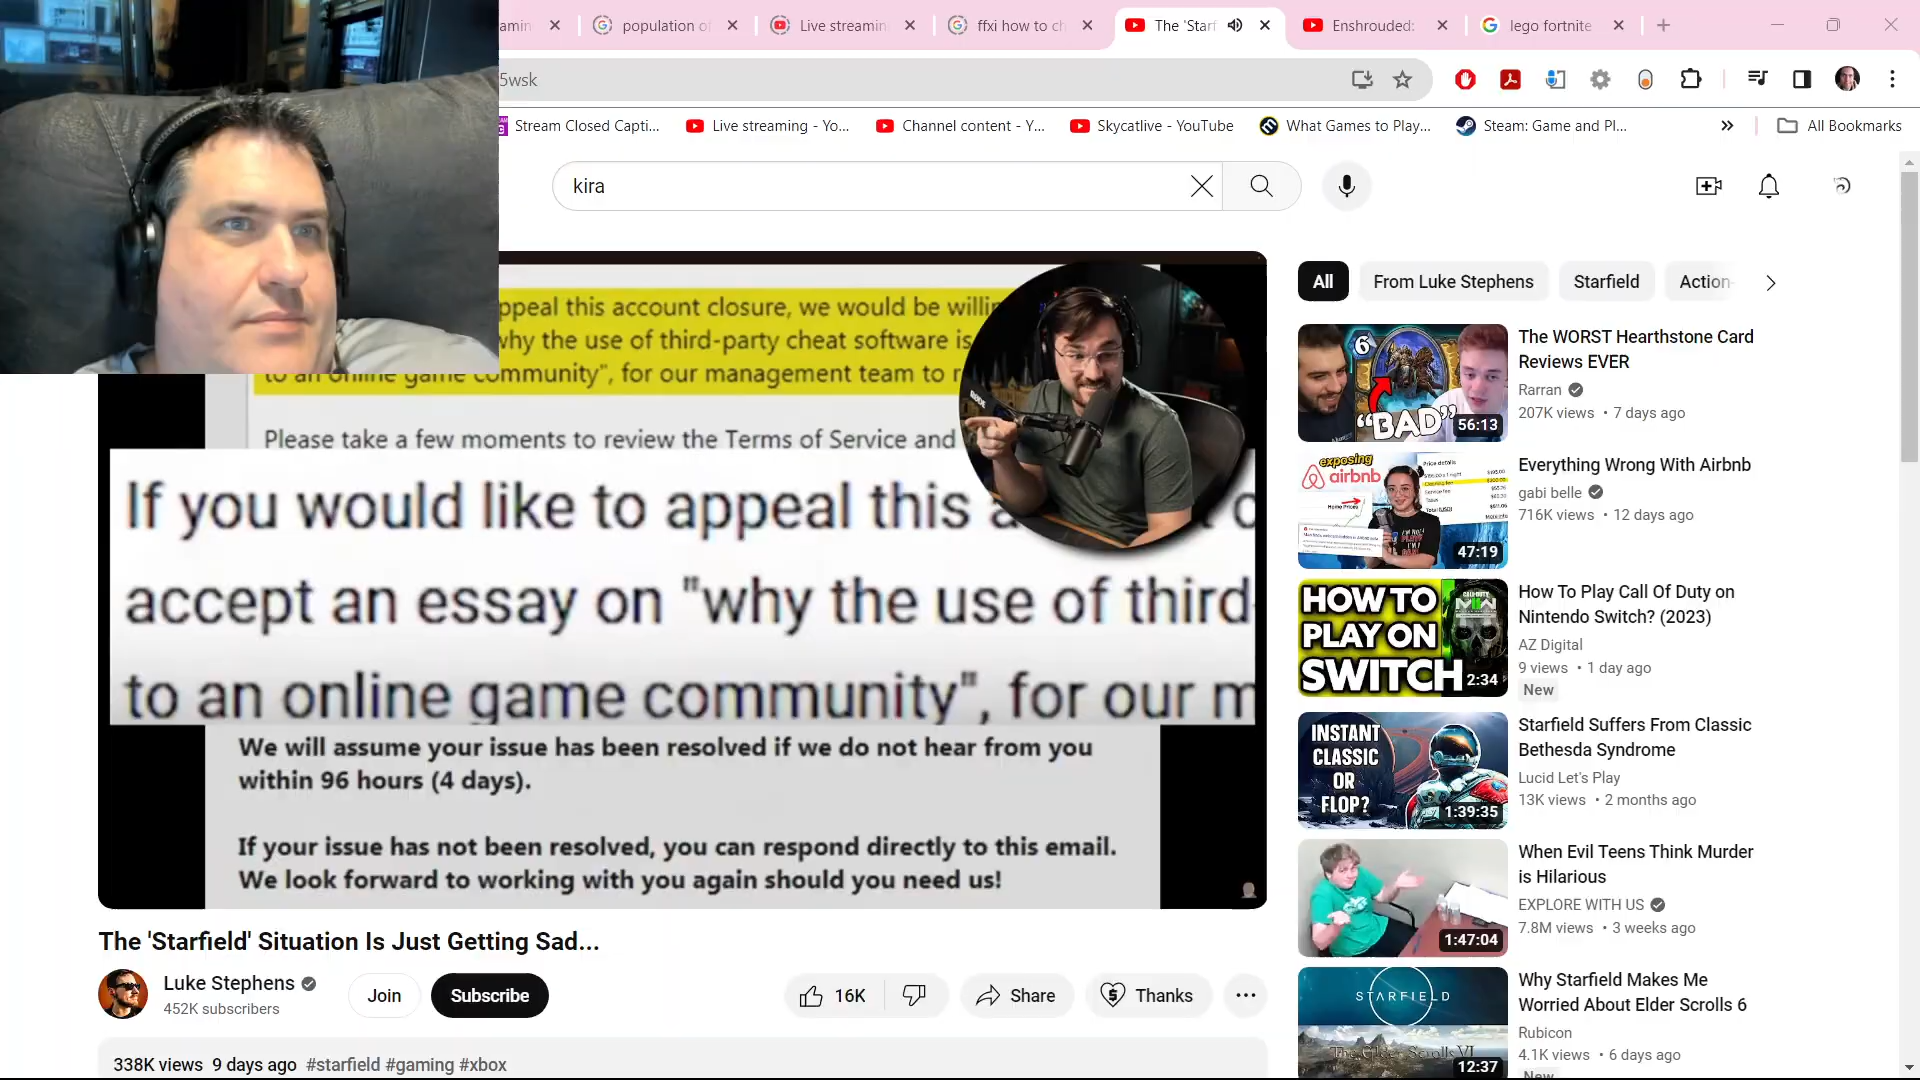 amin
population of
Live streamin
ffxi how to ch
The 'Starf
Enshrouded:
lego fortnite
5wsk
Stream Closed Capti...
Live streaming - Yo...
Channel content - Y...
Skycatlive - YouTube
What Games to Play...
Steam: Game and Pl...
All Bookmarks
kira
ppeal this account closure, we would be willin
why the use of third-party cheat software is
to an online game community", for our management team to r
Please take a few moments to review the Terms of Service and
If you would like to appeal this a
accept an essay on "why the use of third-
to an online game community", for our m
We will assume your issue has been resolved if we do not hear from you
within 96 hours (4 days).
If your issue has not been resolved, you can respond directly to this email.
We look forward to working with you again should you need us!
The 'Starfield' Situation Is Just Getting Sad...
Luke Stephens
452K subscribers
Join
Subscribe
16K
Share
Thanks
338K views 9 days ago #starfield #gaming #xbox
All
From Luke Stephens
Starfield
Action-
6
"BAD"
56:13
The WORST Hearthstone Card
Reviews EVER
Rarran
207K views • 7 days ago
exposing
airbnb
Price details
47:19
Everything Wrong With Airbnb
gabi belle
716K views • 12 days ago
HOW TO
PLAY ON
SWITCH
2:34
How To Play Call Of Duty on
Nintendo Switch? (2023)
AZ Digital
9 views • 1 day ago
New
INSTANT
CLASSIC
OR
FLOP?
1:39:35
Starfield Suffers From Classic
Bethesda Syndrome
Lucid Let's Play
13K views • 2 months ago
1:47:04
When Evil Teens Think Murder
is Hilarious
EXPLORE WITH US
7.8M views • 3 weeks ago
STARFIELD
The Elder Scrolls VI
12:37
Why Starfield Makes Me
Worried About Elder Scrolls 6
Rubicon
4.1K views • 6 days ago
New